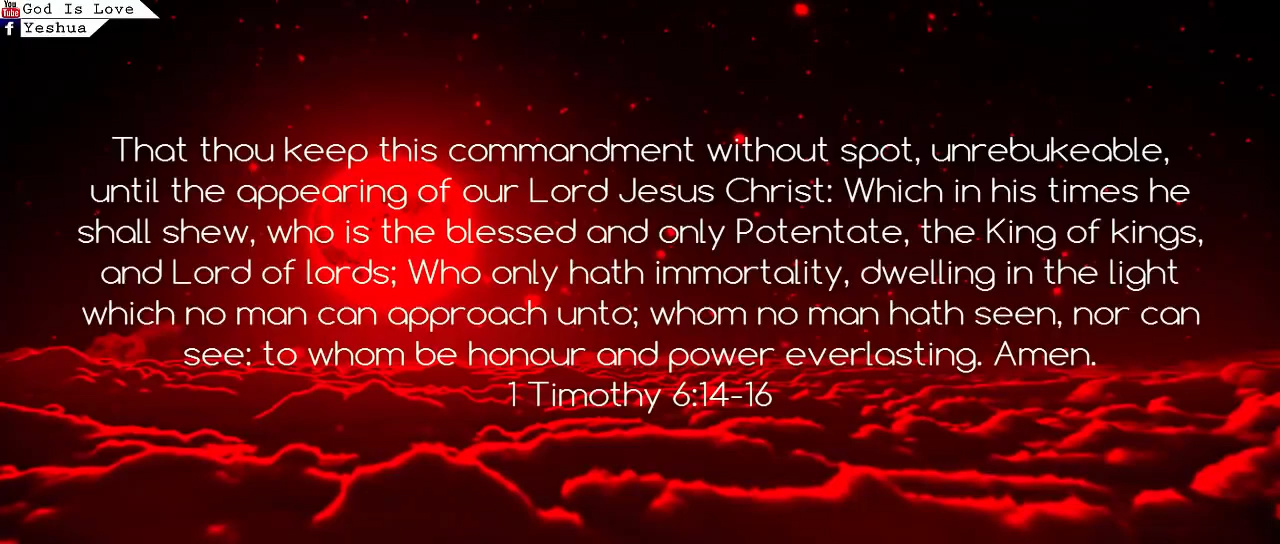 You
Tube
God Is Love
f
Yeshua
That thou keep this commandment without spot, unrebukeable,
until the appearing of our Lord Jesus Christ: Which in his times he
shall shew, who is the blessed and only Potentate, the King of kings,
and Lord of lords; Who only hath immortality, dwelling in the light
which no man can approach unto; whom no man hath seen, nor can
see: to whom be honour and power everlasting. Amen.
1 Timothy 6:14-16